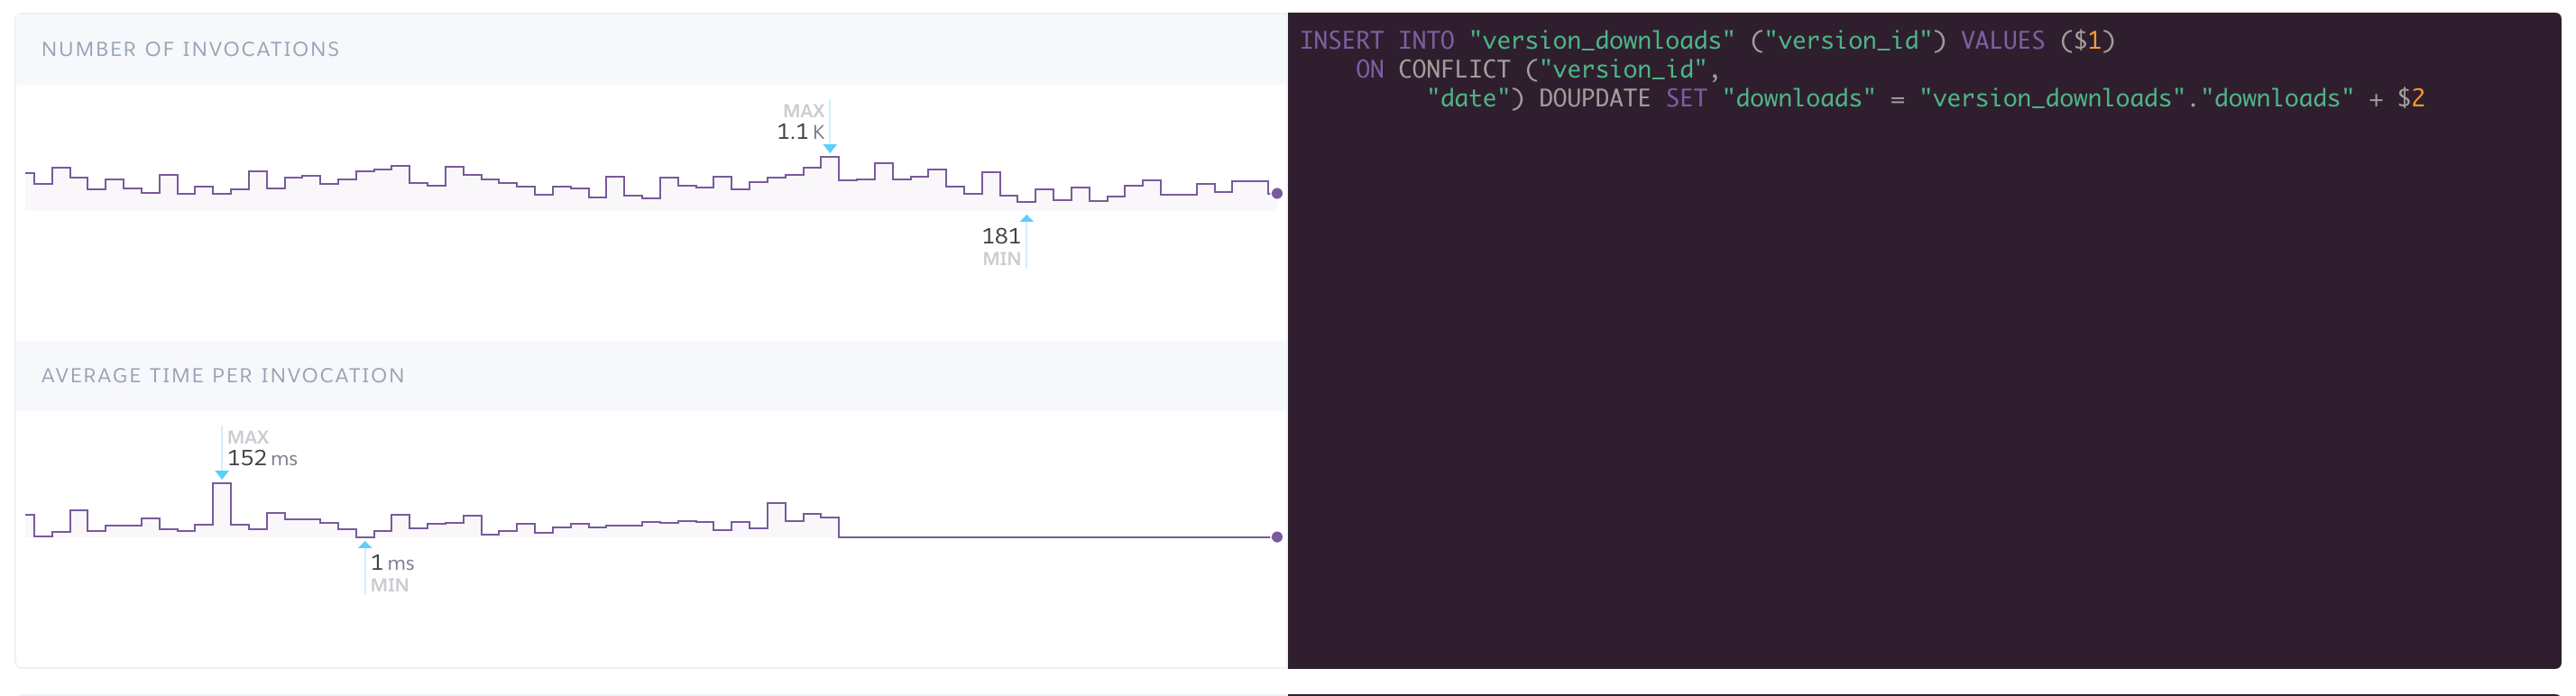 NUMBER OF INVOCATIONS
MAX
1.1 K
181
MIN
AVERAGE TIME PER INVOCATION
MAX
152 ms
1 ms
MIN
INSERT INTO "version_downloads" ("version_id") VALUES ($1)
ON CONFLICT ("version_id",
"date") DOUPDATE SET "downloads" = "version_downloads"."downloads" + $2